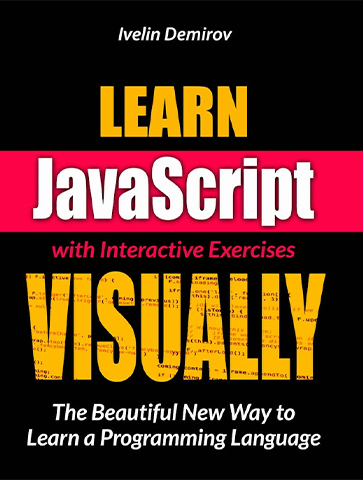 Ivelin Demirov
LEARN
JavaScript
with Interactive Exercises
VISUALLY
The Beautiful New Way to
Learn a Programming Language